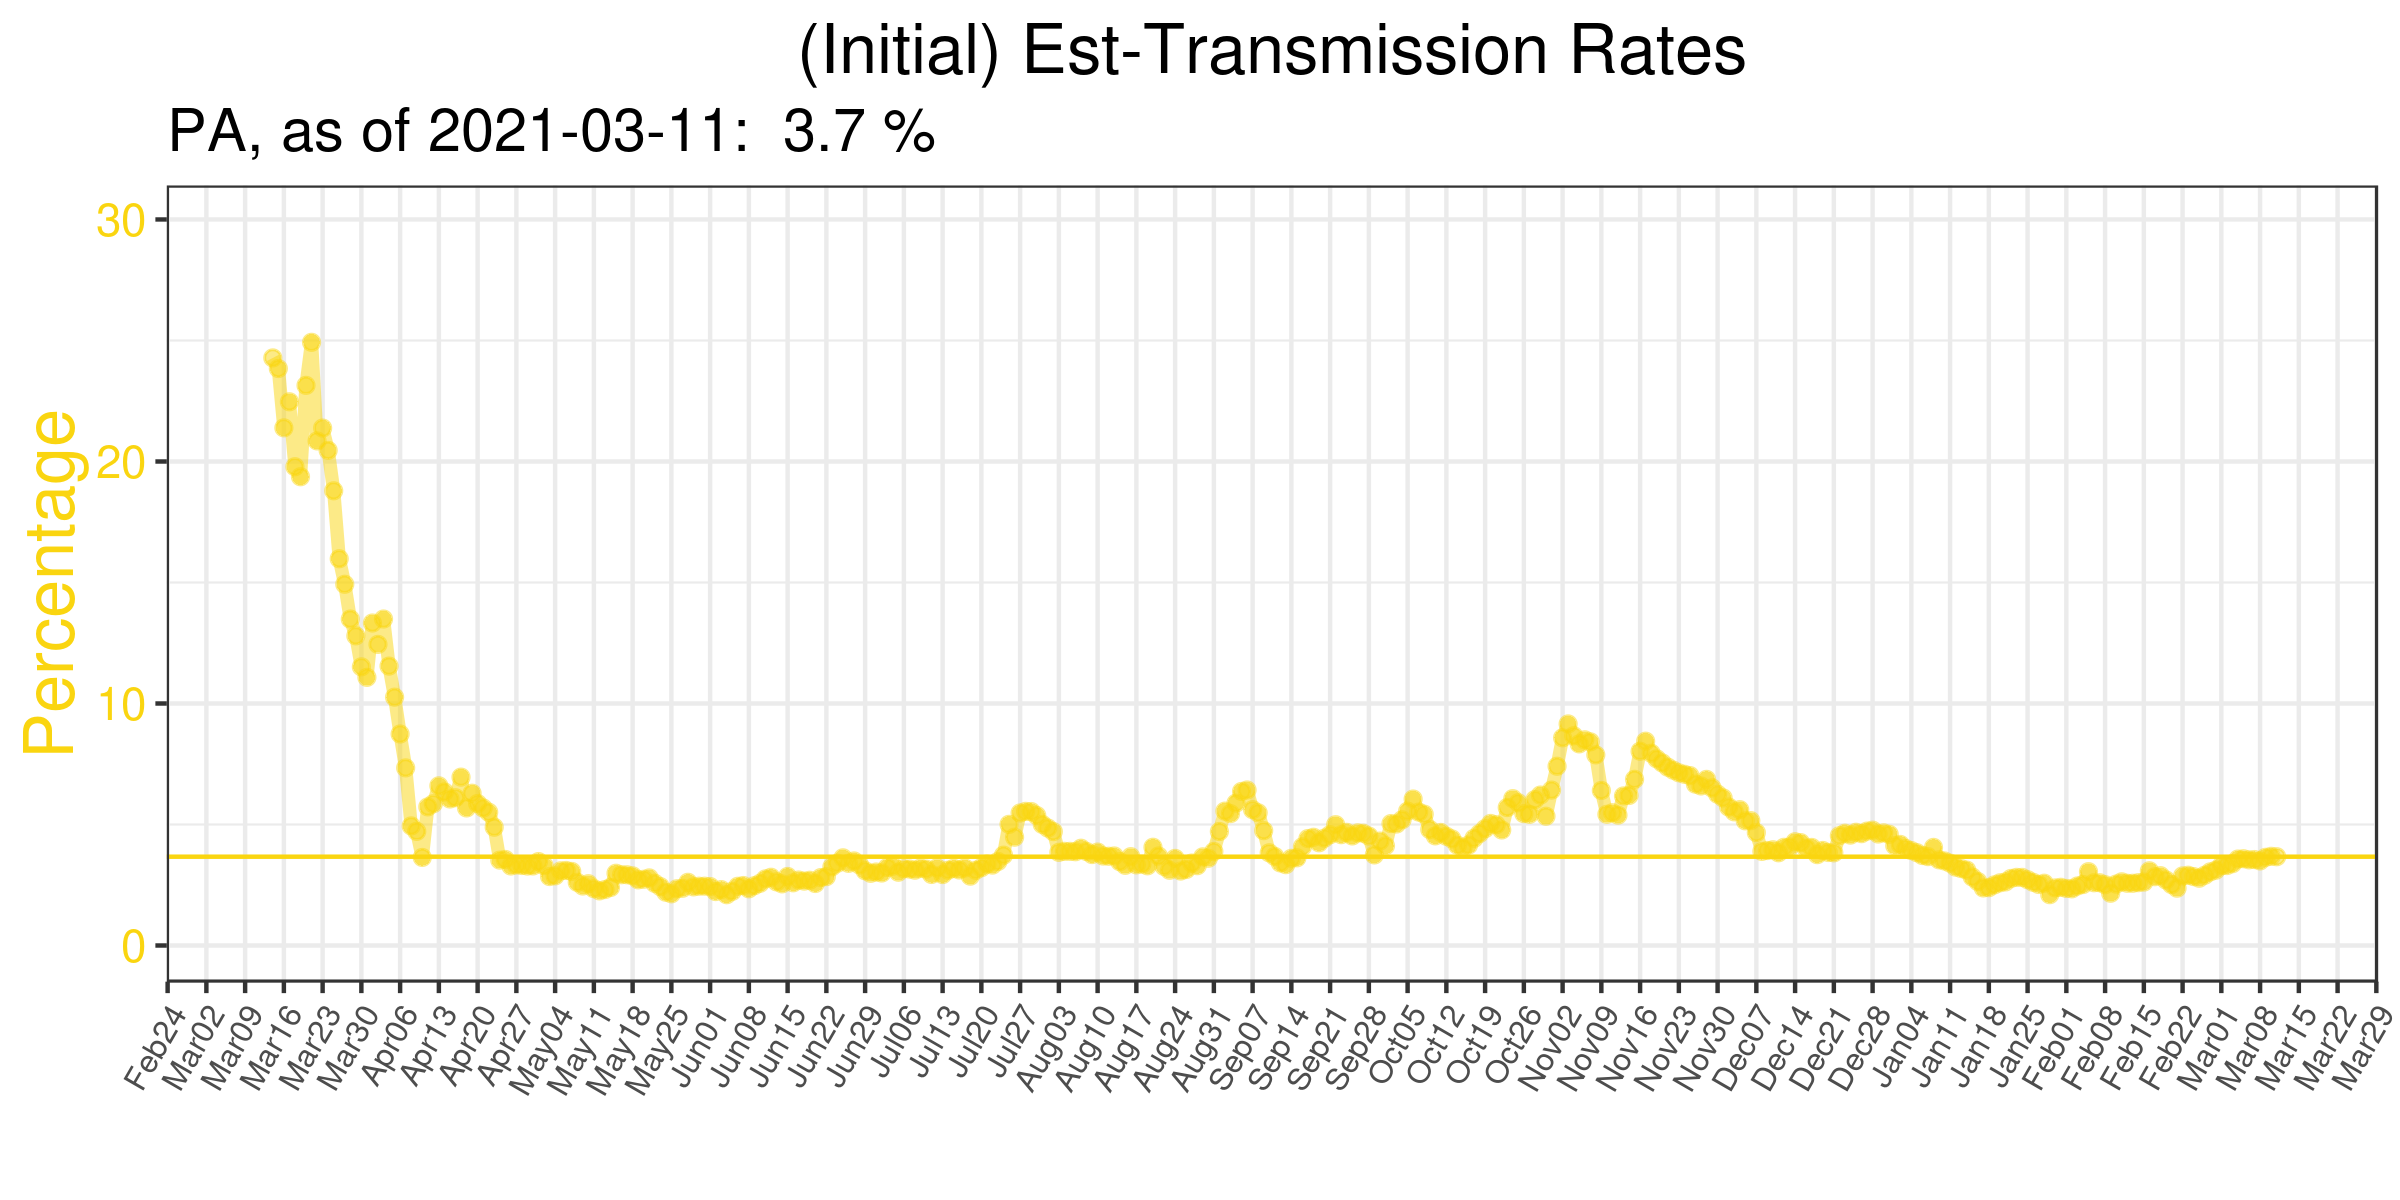 (Initial) Est-Transmission Rates
PA, as of 2021-03-11:  3.7 %
Percentage
30
20
10
0
Feb24
Mar02
Mar09
Mar16
Mar23
Mar30
Apr06
Apr13
Apr20
Apr27
May04
May11
May18
May25
Jun01
Jun08
Jun15
Jun22
Jun29
Jul06
Jul13
Jul20
Jul27
Aug03
Aug10
Aug17
Aug24
Aug31
Sep07
Sep14
Sep21
Sep28
Oct05
Oct12
Oct19
Oct26
Nov02
Nov09
Nov16
Nov23
Nov30
Dec07
Dec14
Dec21
Dec28
Jan04
Jan11
Jan18
Jan25
Feb01
Feb08
Feb15
Feb22
Mar01
Mar08
Mar15
Mar22
Mar29